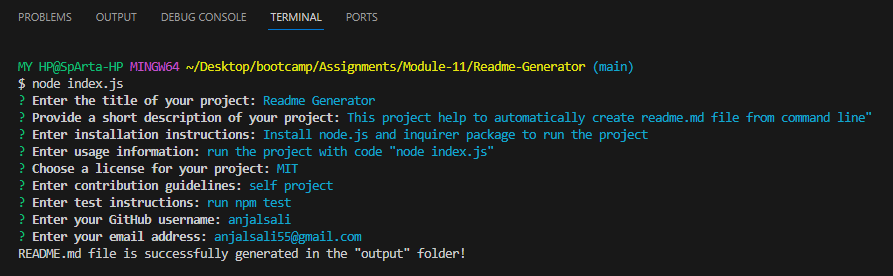 PROBLEMS OUTPUT DEBUG CONSOLE TERMINAL PORTS
MY HP@SpArta-HP MINGW64 ~/Desktop/bootcamp/Assignments/Module-11/Readme-Generator (main)
$ node index.js
? Enter the title of your project: Readme Generator
? Provide a short description of your project: This project help to automatically create readme.md file from command line"
? Enter installation instructions: Install node.js and inquirer package to run the project
? Enter usage information: run the project with code "node index.js"
? Choose a license for your project: MIT
? Enter contribution guidelines: self project
? Enter test instructions: run npm test
? Enter your GitHub username: anjalsali
? Enter your email address: anjalsali55@gmail.com
README.md file is successfully generated in the "output" folder!